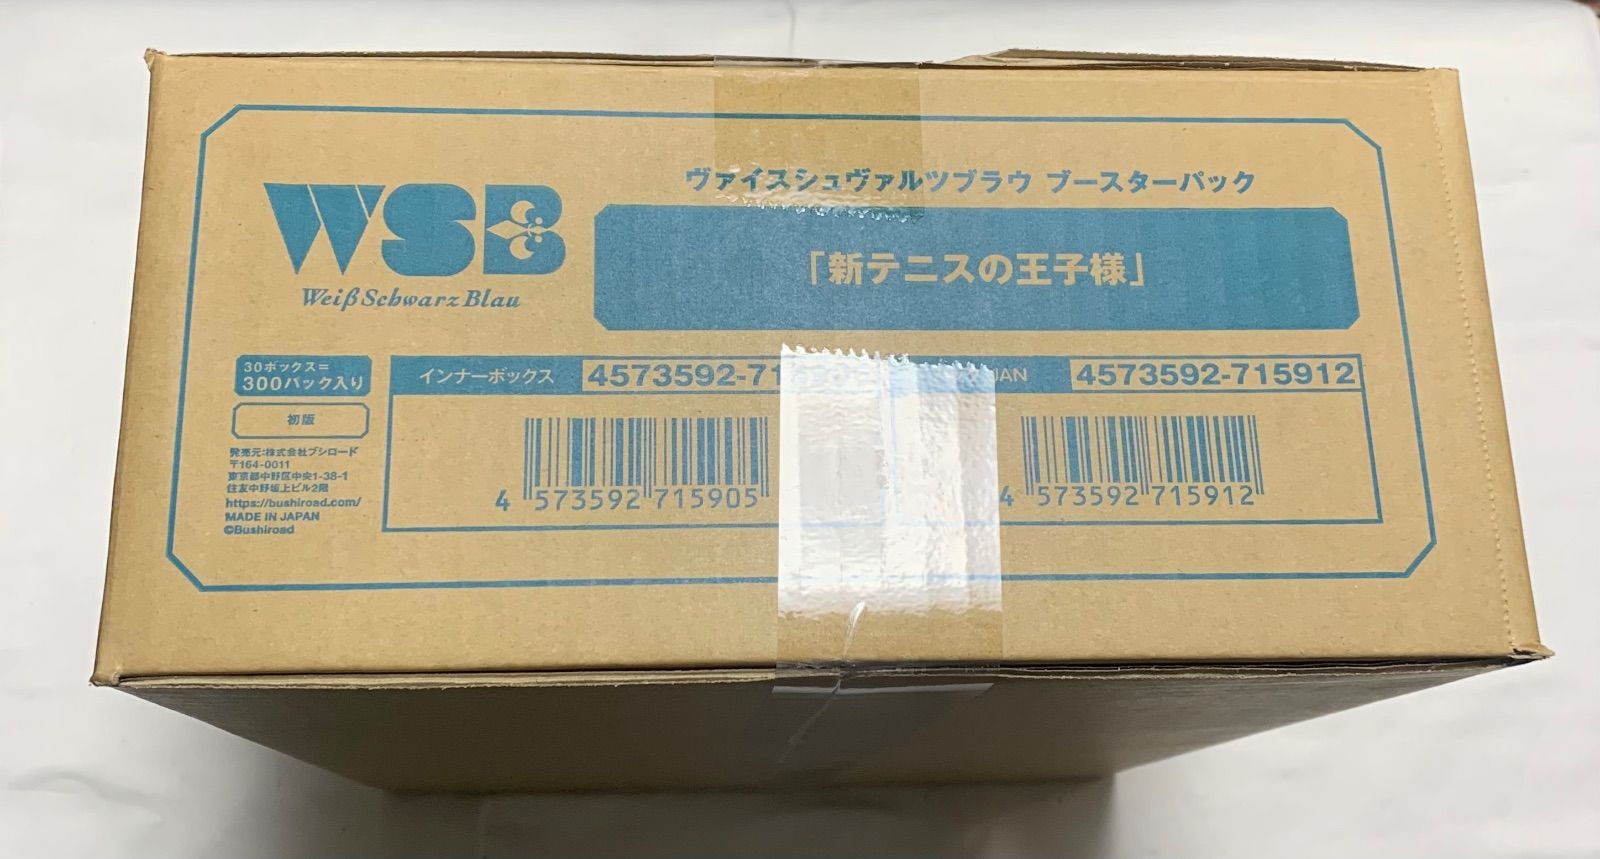 ヴァイスシュヴァルツブラウ ブースターパック
WSB
Weiß Schwarz Blau
「新テニスの王子様」
30ボックス=
300パック入り
初版
発売元:株式会社ブシロード
〒164-0011
東京都中野区中央1-38-1
住友中野坂上ビル2階
https://bushiroad.com/
MADE IN JAPAN
©Bushiroad
インナーボックス 4573592-71
JAN 4573592-715912
4 573592 715905
4 573592 715912